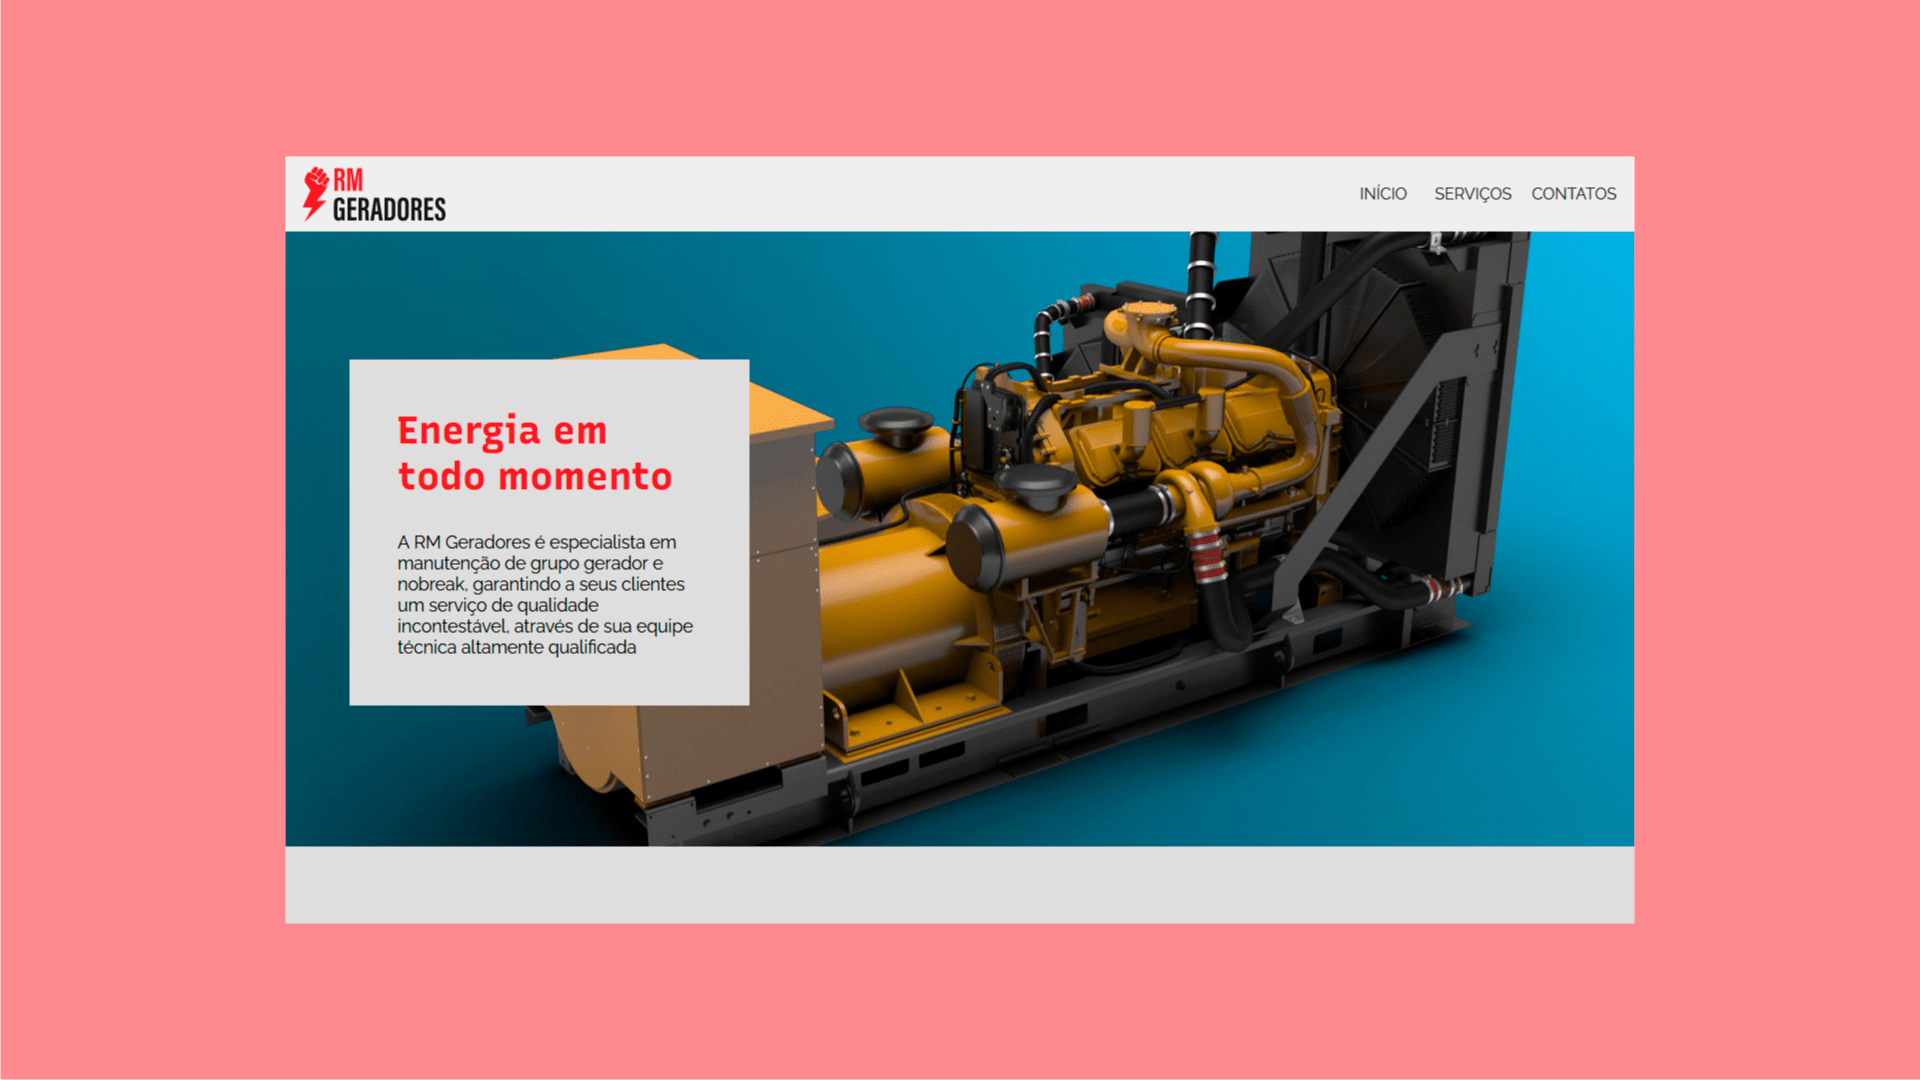 RM
GERADORES
INÍCIO SERVIÇOS CONTATOS
Energia em
todo momento
A RM Geradores é especialista em
manutenção de grupo gerador e
nobreak, garantindo a seus clientes
um serviço de qualidade
incontestável, através de sua equipe
técnica altamente qualificada